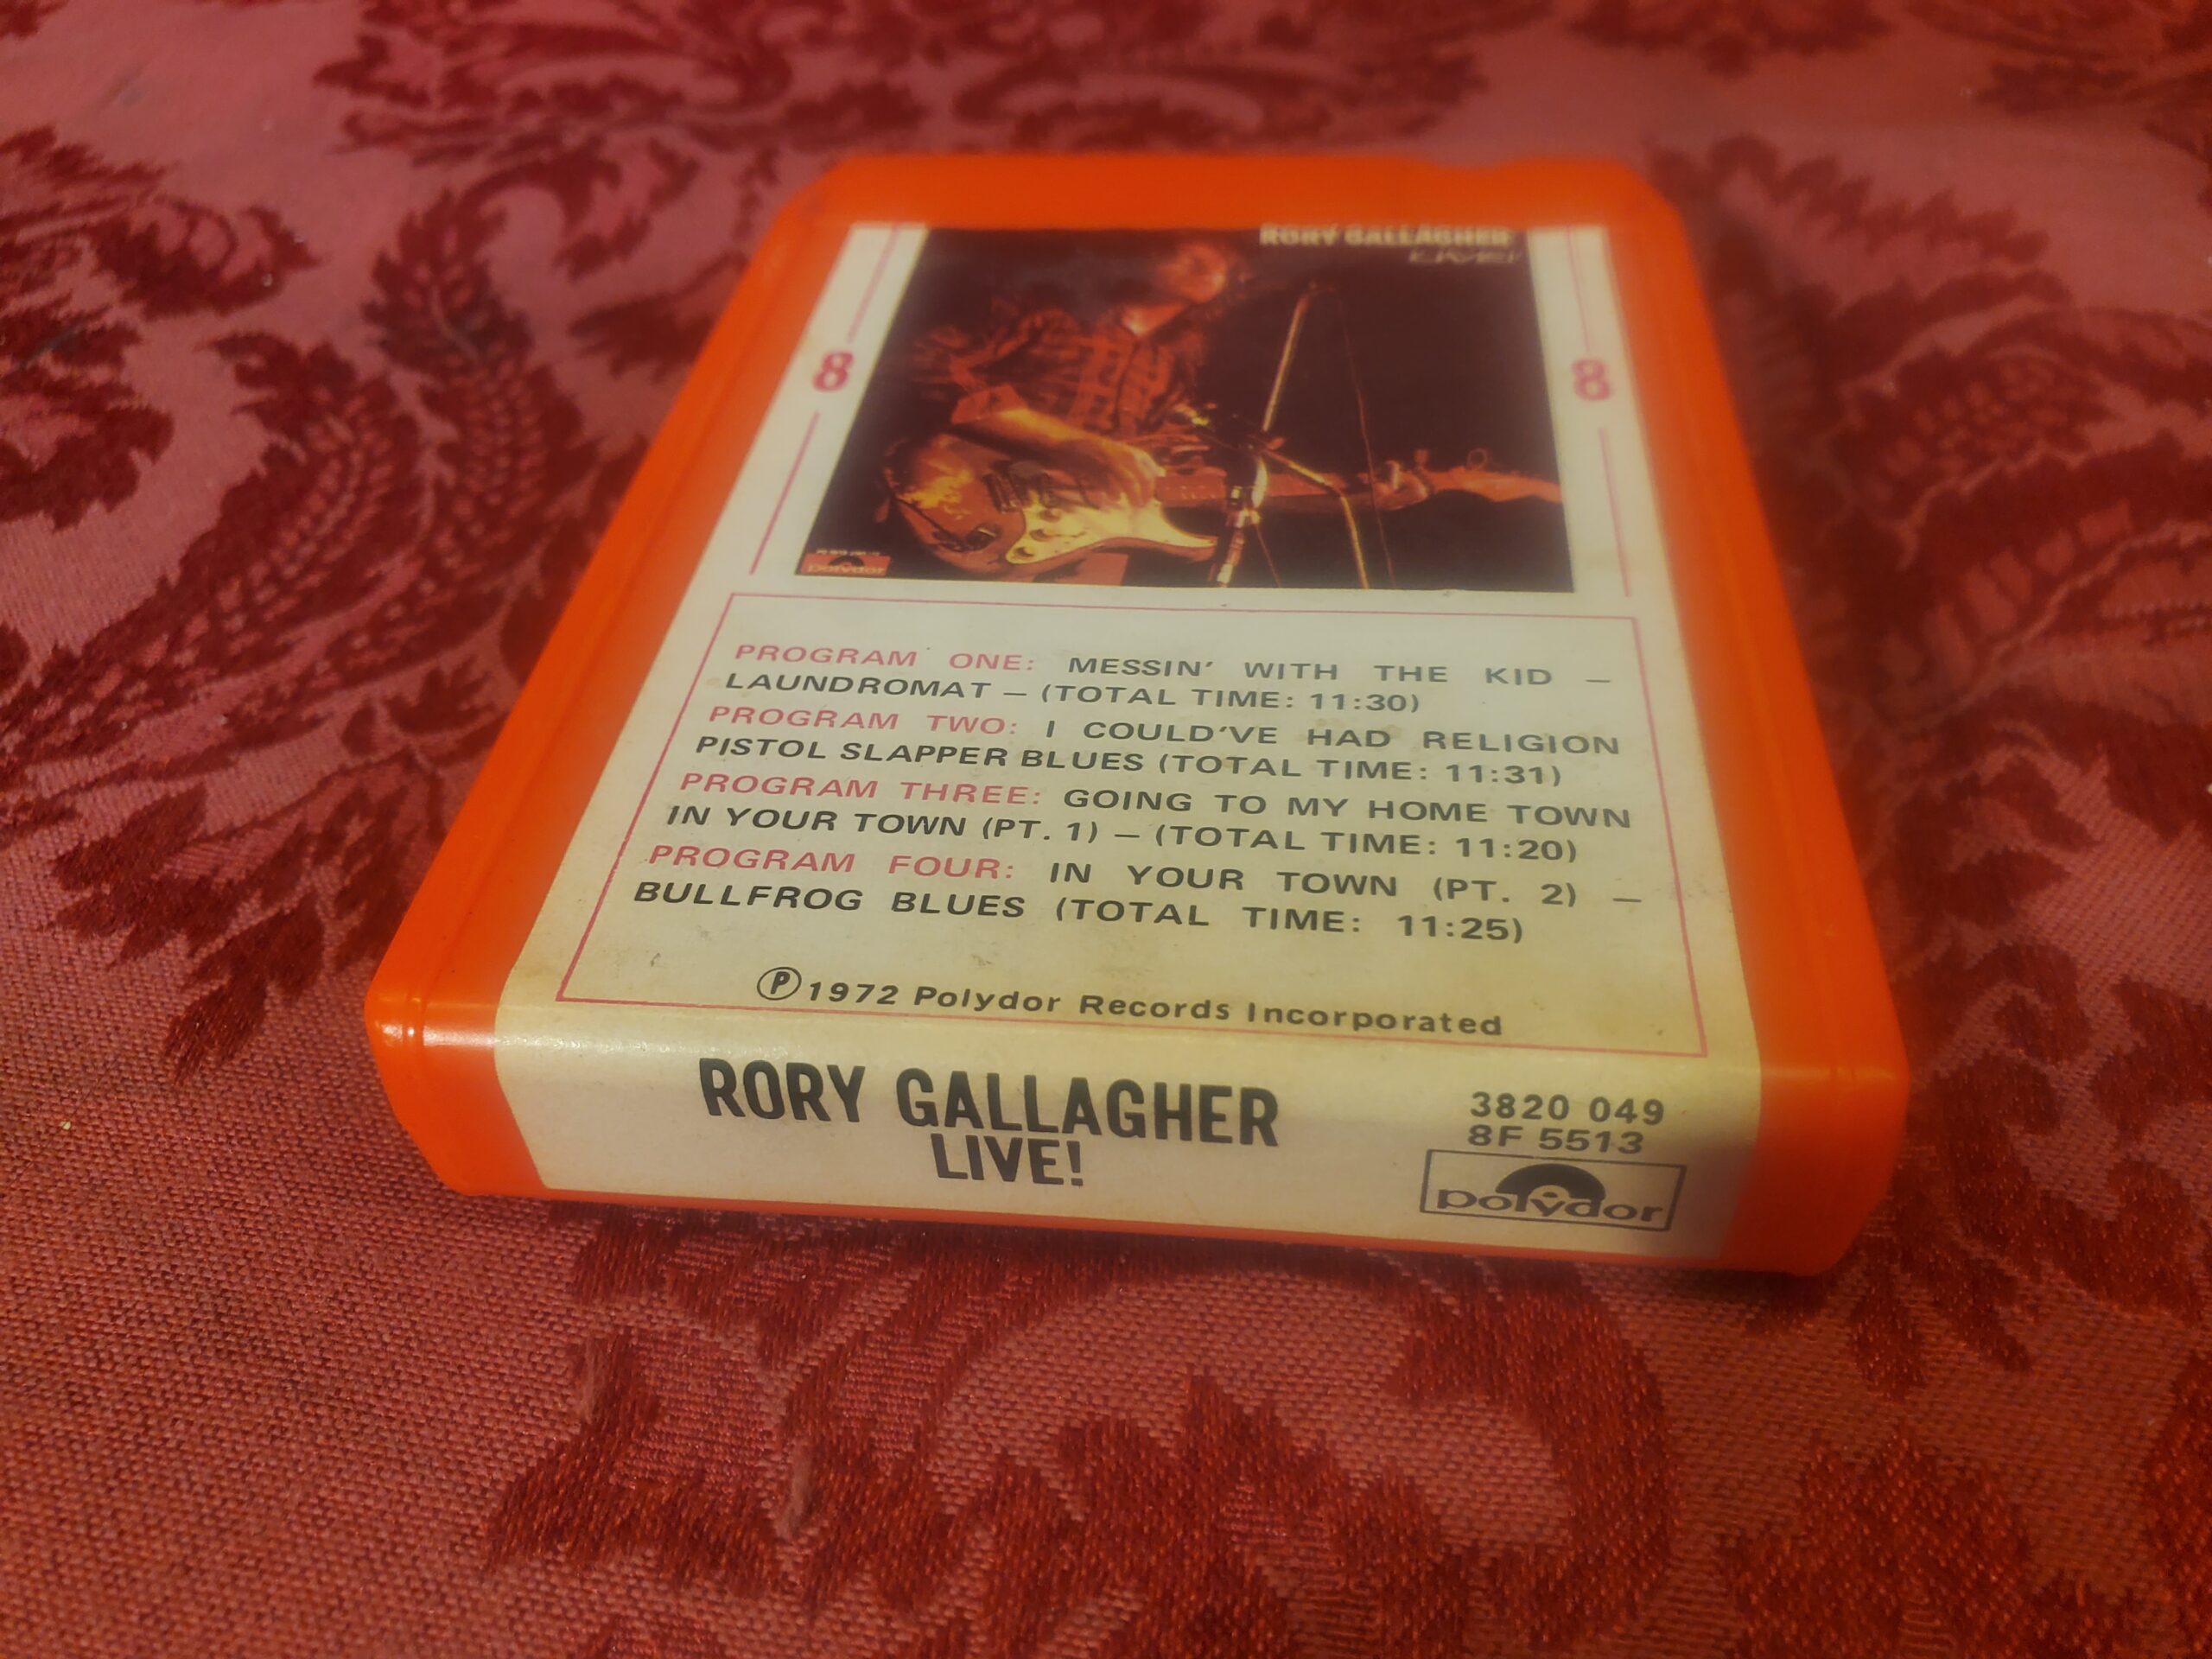 RORY GALLAGHER
LIVE!
8
8
polydor
PROGRAM ONE: MESSIN' WITH THE KID –
LAUNDROMAT – (TOTAL TIME: 11:30)
PROGRAM TWO: I COULD'VE HAD RELIGION
PISTOL SLAPPER BLUES (TOTAL TIME: 11:31)
PROGRAM THREE: GOING TO MY HOME TOWN
IN YOUR TOWN (PT. 1) – (TOTAL TIME: 11:20)
PROGRAM FOUR: IN YOUR TOWN (PT. 2) –
BULLFROG BLUES (TOTAL TIME: 11:25)
Ⓟ1972 Polydor Records Incorporated
RORY GALLAGHER
LIVE!
3820 049
8F 5513
polydor